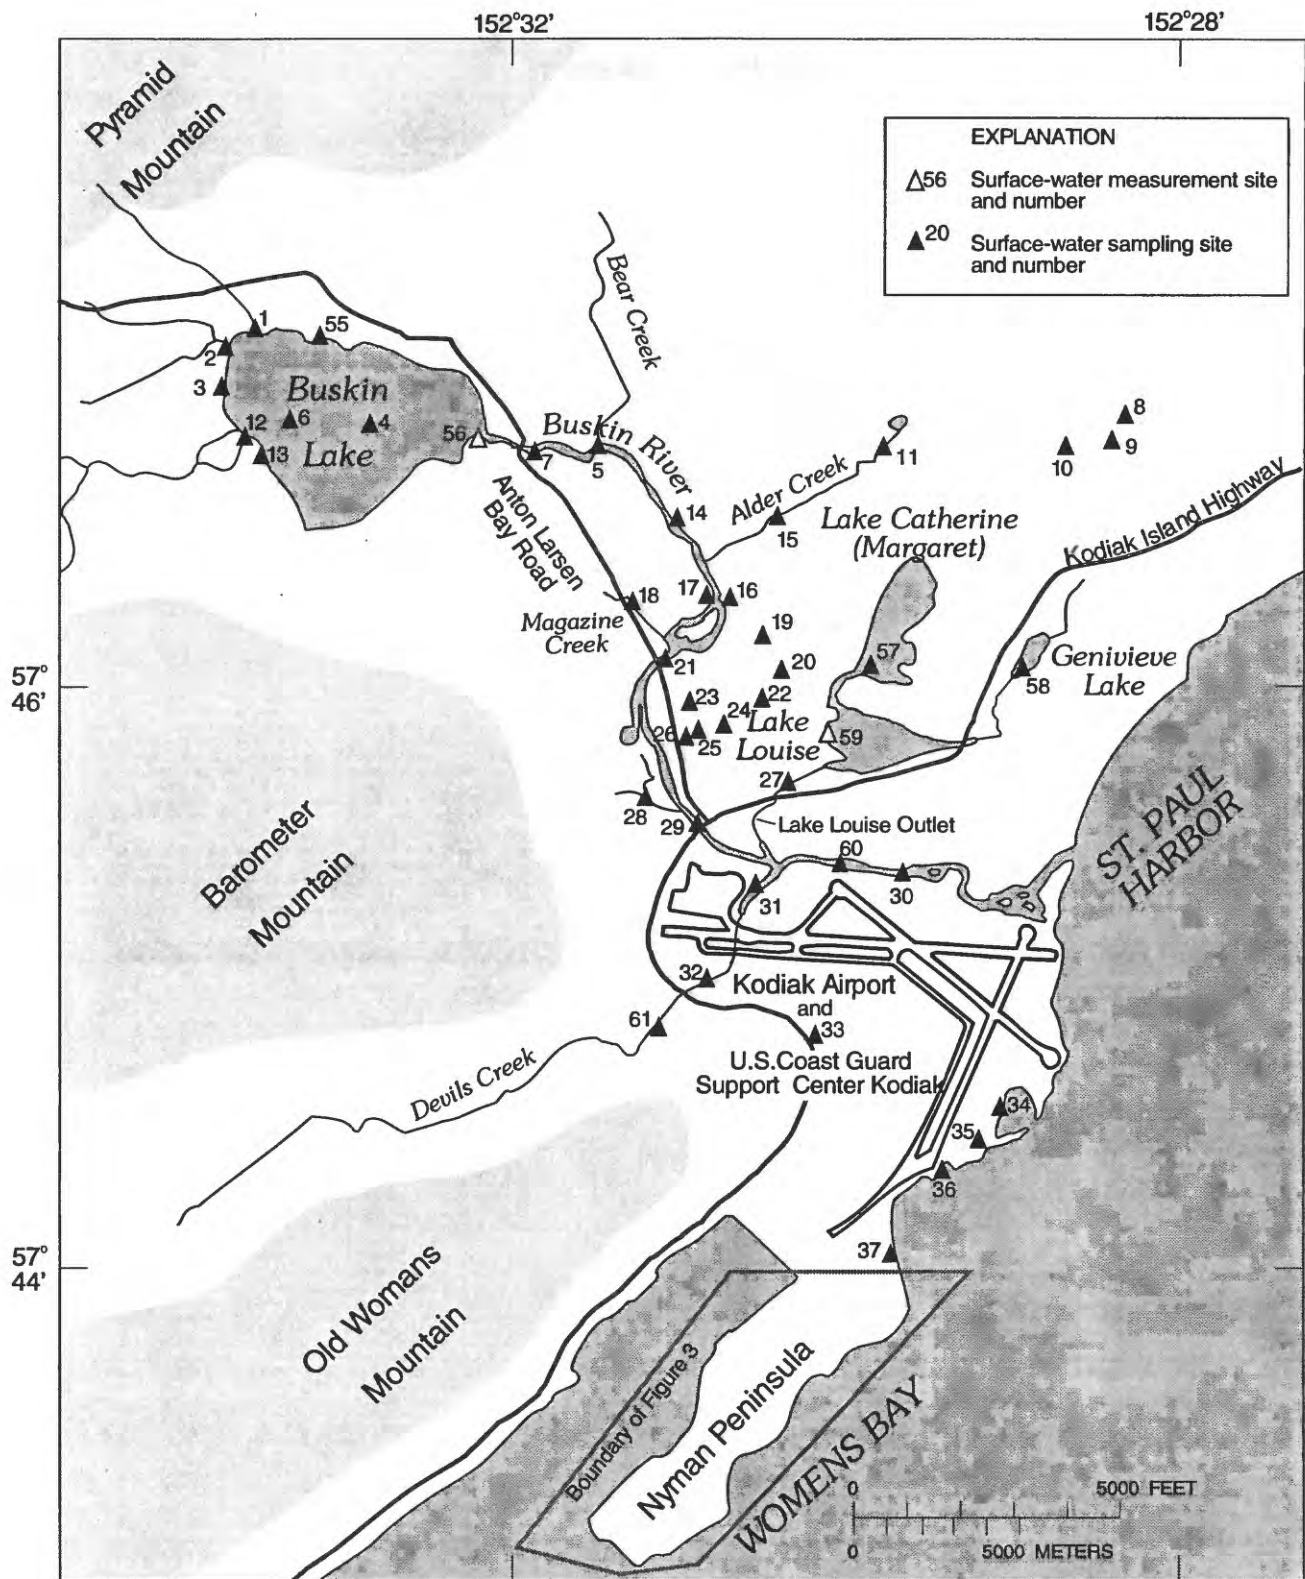 152°32'
152°28'
Pyramid
Mountain
EXPLANATION
56 Surface-water measurement site
and number
20 Surface-water sampling site
and number
Bear Creek
1
55
2
3
Buskin
Lake
6
4
12
13
56
7
5
Buskin River
8
9
10
11
Alder Creek
14
15
Lake Catherine
(Margaret)
Kodiak Island Highway
Anton Larsen
Bay Road
18
17
16
Magazine
Creek
19
57°
46'
21
20
57
58
Genivieve
Lake
23
22
24
Lake
Louise
26
25
59
27
28
29
Lake Louise Outlet
60
30
31
ST. PAUL
HARBOR
Barometer
Mountain
32
Kodiak Airport
and
33
61
U.S.Coast Guard
Support Center Kodiak
Devils Creek
34
35
36
57°
44'
37
Old Womans
Mountain
Boundary of Figure 3
Nyman Peninsula
WOMENS BAY
0 5000 FEET
0 5000 METERS